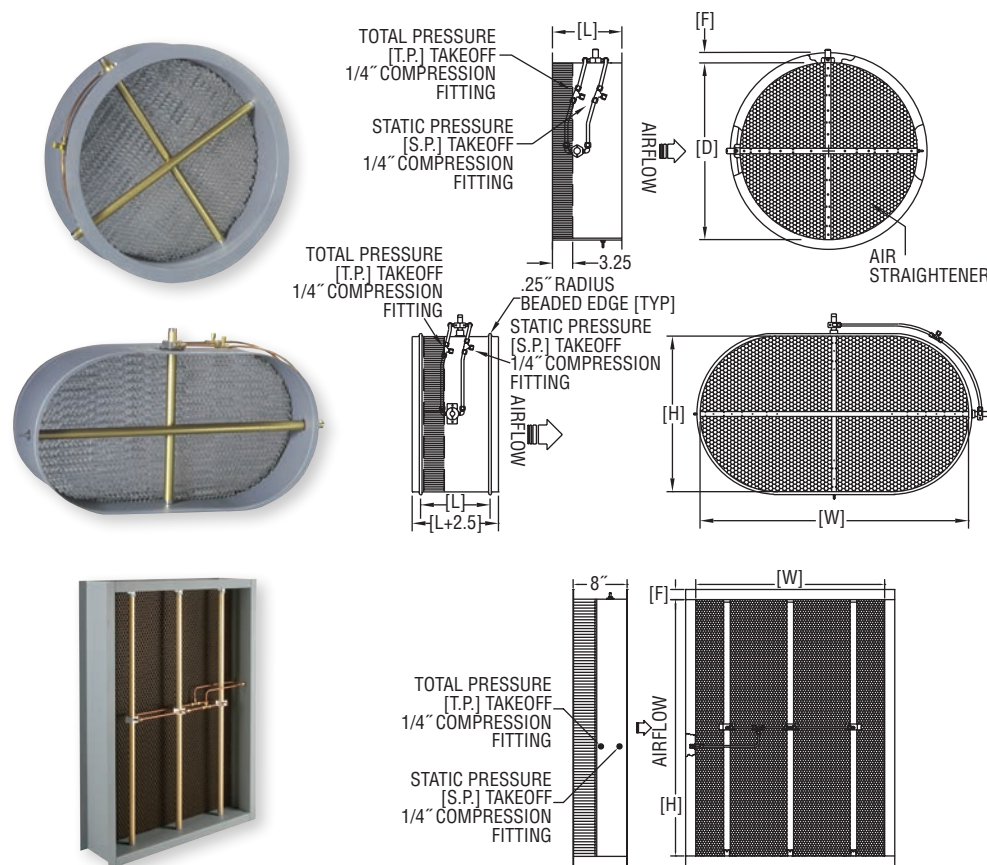 [L]
[F]
TOTAL PRESSURE
[T.P.] TAKEOFF
1/4˝ COMPRESSION
FITTING
STATIC PRESSURE
[S.P.] TAKEOFF
1/4˝ COMPRESSION
FITTING
AIRFLOW
[D]
3.25
AIR
STRAIGHTENER
TOTAL PRESSURE
[T.P.] TAKEOFF
1/4˝ COMPRESSION
FITTING
.25˝ RADIUS
BEADED EDGE [TYP]
STATIC PRESSURE
[S.P.] TAKEOFF
1/4˝ COMPRESSION
FITTING
AIRFLOW
[H]
[L]
[L+2.5]
[W]
8˝
[F]
[W]
TOTAL PRESSURE
[T.P.] TAKEOFF
1/4˝ COMPRESSION
FITTING
AIRFLOW
STATIC PRESSURE
[S.P.] TAKEOFF
1/4˝ COMPRESSION
FITTING
[H]